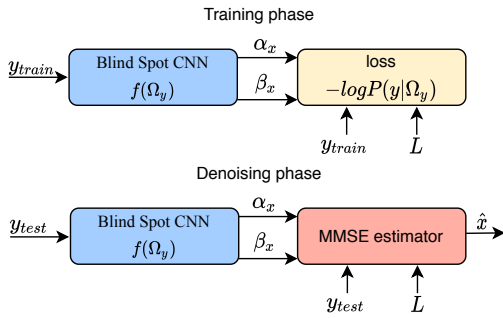 Training phase
α_x
y_train
Blind Spot CNN
f(Ω_y)
β_x
loss
−logP(y|Ω_y)
y_train
L
Denoising phase
α_x
y_test
Blind Spot CNN
f(Ω_y)
β_x
MMSE estimator
x̂
y_test
L